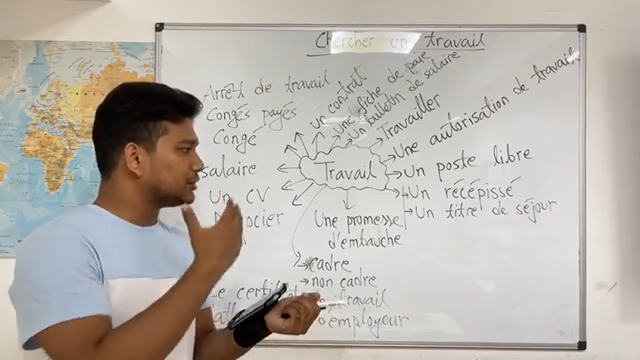 Chercher un travail
Arrêt de travail
Congés payés
Congé
salaire
Un CV
un contrat
une fiche de paie
un bulletin de salaire
Travailler
Une autorisation de travail
Un poste libre
Un récépissé
Un titre de séjour
Travail
Une promesse
d'embauche
cadre
non cadre
travail
employeur